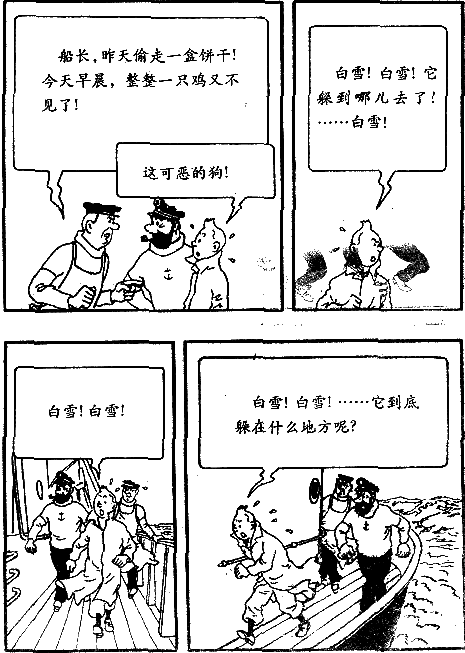 船长，昨天偷走一盒饼干！
今天早晨，整整一只鸡又不
见了！
这可恶的狗！
白雪！白雪！它
躲到哪儿去了！
……白雪！
白雪！白雪！
白雪！白雪！……它到底
躲在什么地方呢？